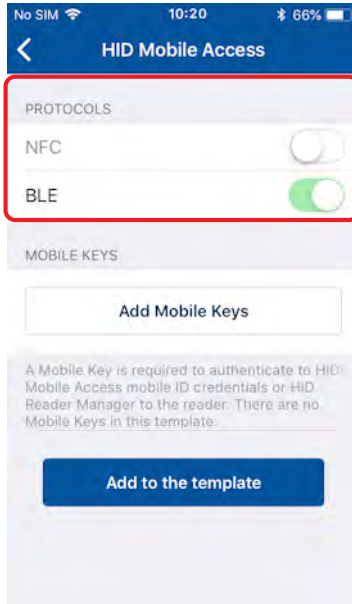 No SIM 10:20 66%
HID Mobile Access
PROTOCOLS
NFC
BLE
MOBILE KEYS
Add Mobile Keys
A Mobile Key is required to authenticate to HID
Mobile Access mobile ID credentials or HID
Reader Manager to the reader. There are no
Mobile Keys in this template.
Add to the template